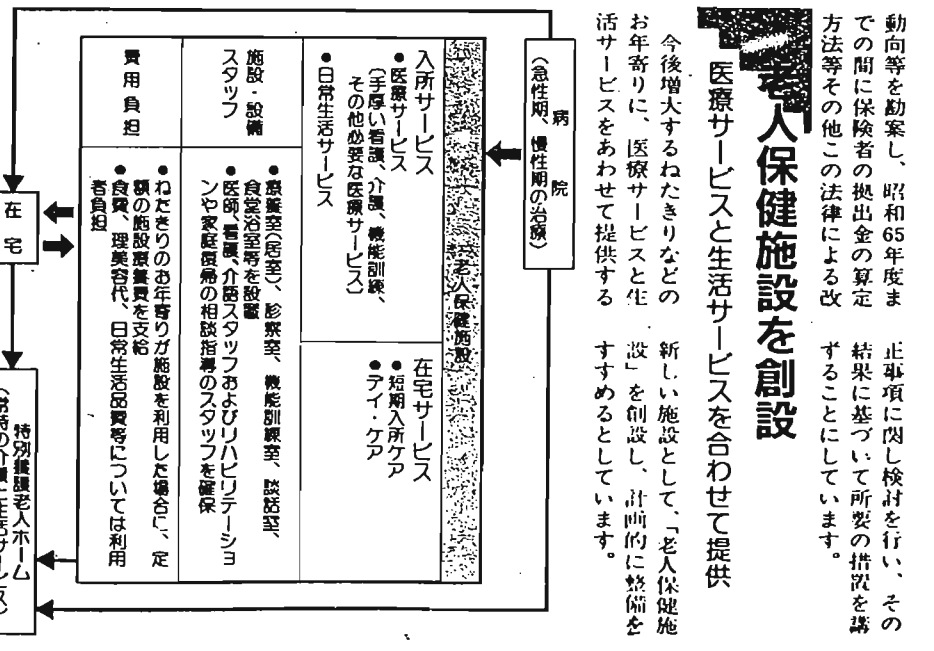 動向等を勘案し、昭和65年度ま
での間に保険者の拠出金の算定
方法等その他この法律による改
正事項に関し検討を行い、その
結果に基づいて所要の措置を講
ずることにしています。
老人保健施設を創設
医療サービスと生活サービスを合わせて提供
今後増大するねたきりなどの
お年寄りに、医療サービスと生
活サービスをあわせて提供する
新しい施設として、「老人保健施
設」を創設し、計画的に整備を
すすめるとしています。
病院
(急性期、慢性期の治療)
老人保健施設
入所サービス
●医療サービス
(手厚い看護、介護、機能訓練、
その他必要な医療サービス)
●日常生活サービス
在宅サービス
●短期入所ケア
●デイ・ケア
施設・設備
スタッフ
●療養室(居室)、診察室、機能訓練室、談話室、
食堂浴室等を設置
●医師、看護、介護スタッフおよびリハビリテーショ
ンや家庭復帰の相談指導のスタッフを確保
費用負担
●ねたきりのお年寄りが施設を利用した場合に、定
額の施設療養費を支給
●食費、理美容代、日常生活品費等については利用
者負担
在宅
特別養護老人ホーム
(常時の介護と生活サービス)